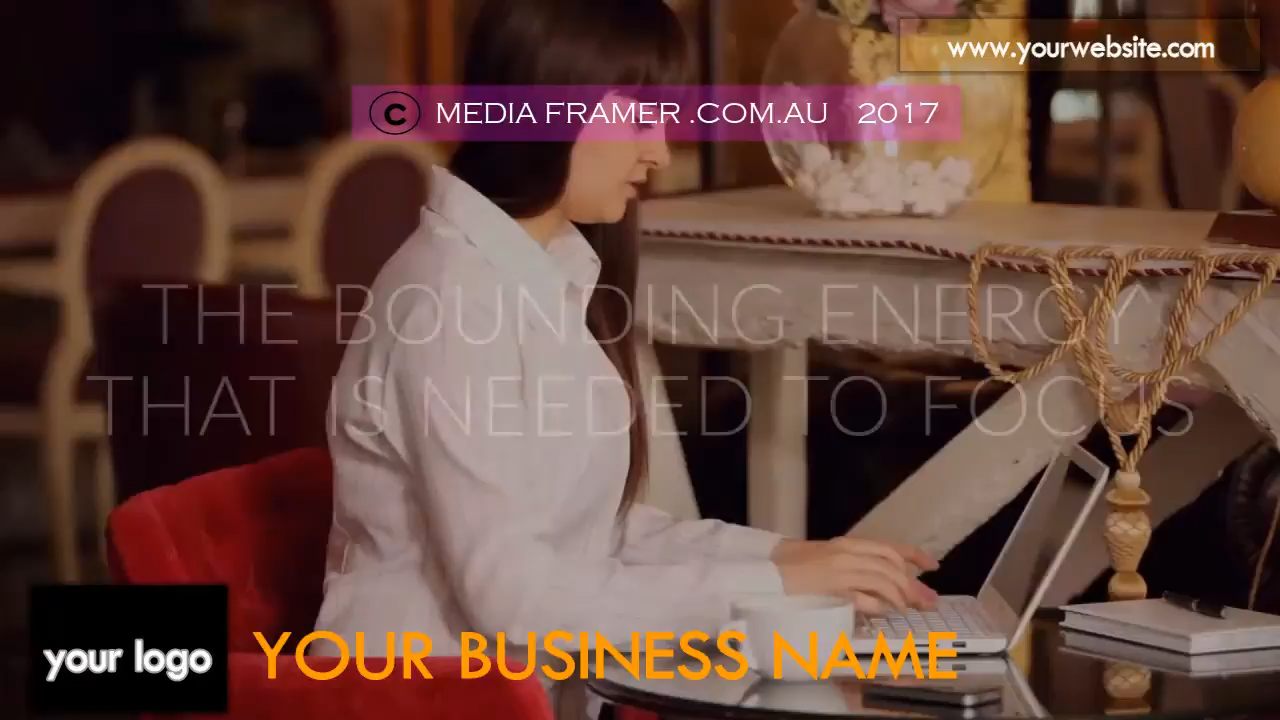 www.yourwebsite.com
© MEDIA FRAMER .COM.AU 2017
THE BOUNDING ENERGY
THAT IS NEEDED TO FOCUS
your logo
YOUR BUSINESS NAME